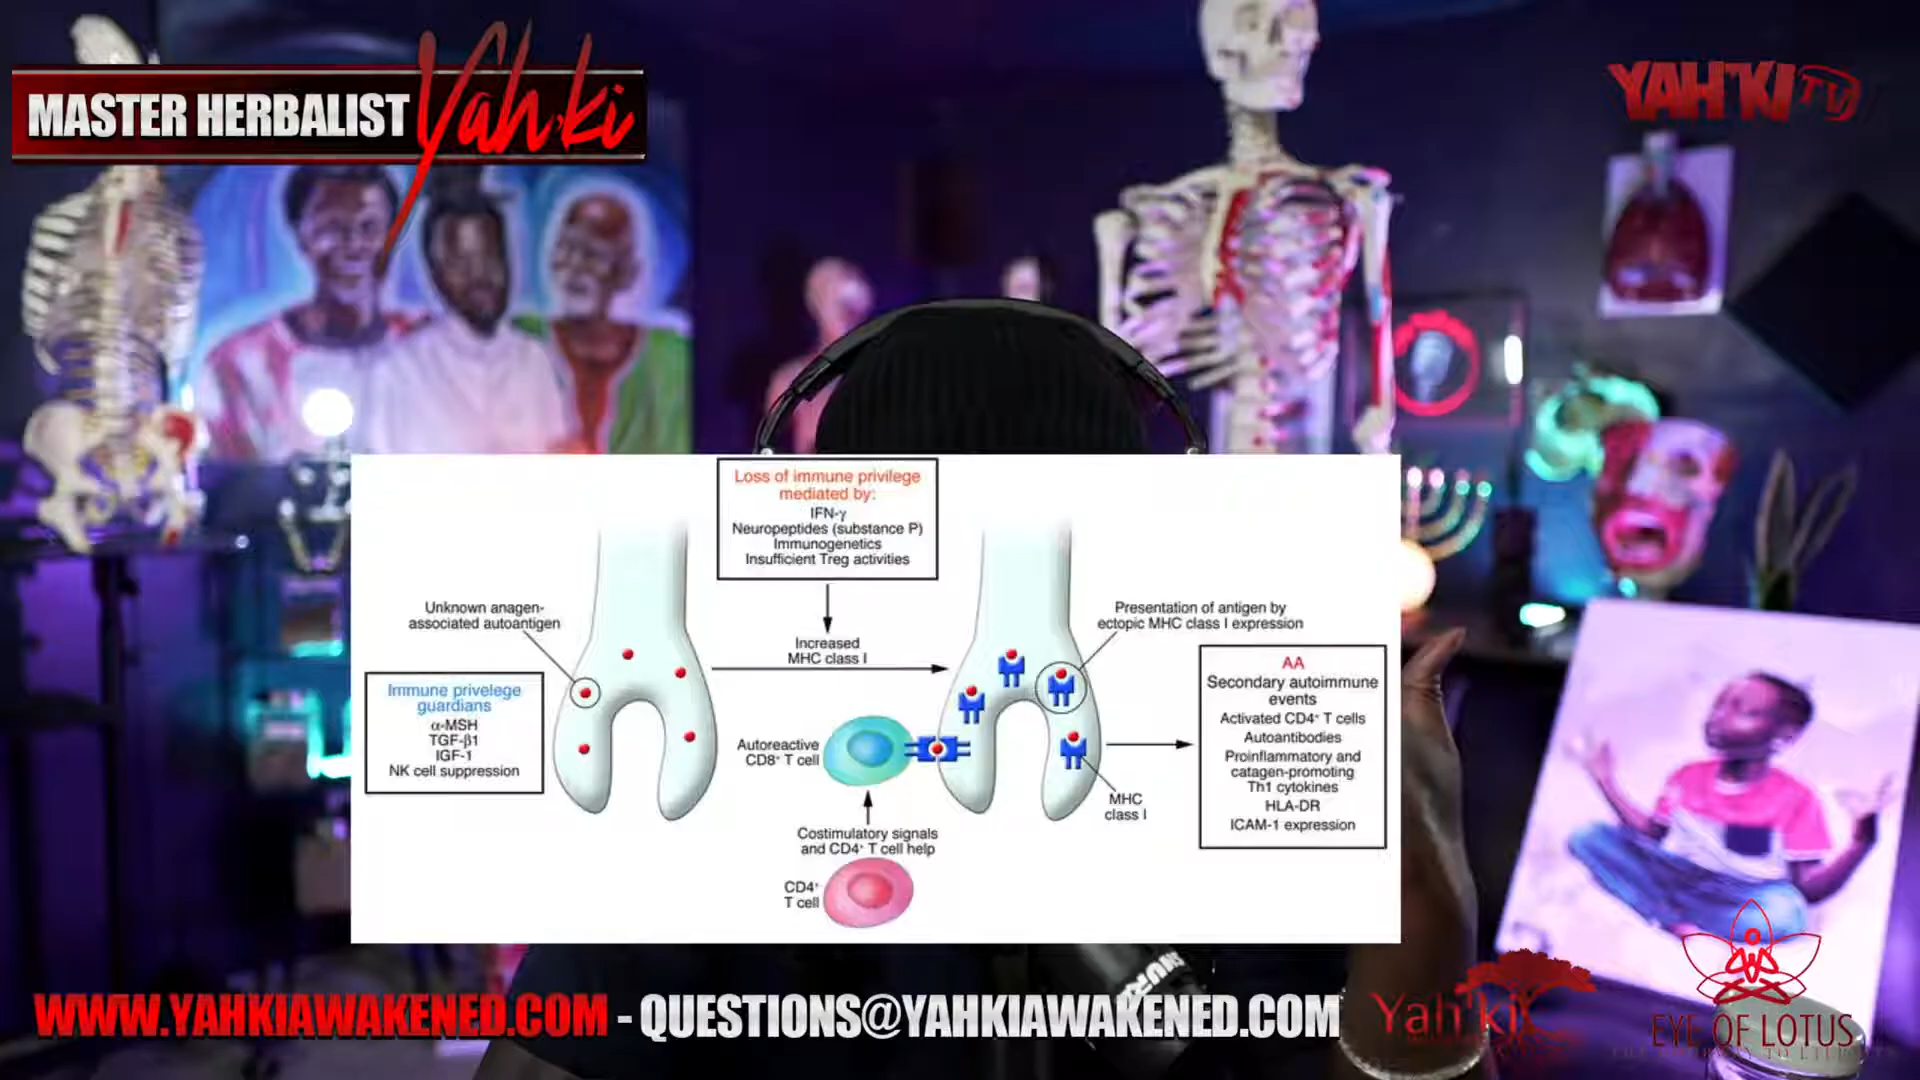 MASTER HERBALIST Yah'ki
YAH'KI TV
Loss of immune privilege
mediated by:
IFN-γ
Neuropeptides (substance P)
Immunogenetics
Insufficient Treg activities
Unknown anagen-
associated autoantigen
Increased
MHC class I
Presentation of antigen by
ectopic MHC class I expression
Immune privelege
guardians
α-MSH
TGF-β1
IGF-1
NK cell suppression
Autoreactive
CD8⁺ T cell
MHC
class I
AA
Secondary autoimmune
events
Activated CD4⁺ T cells
Autoantibodies
Proinflammatory and
catagen-promoting
Th1 cytokines
HLA-DR
ICAM-1 expression
Costimulatory signals
and CD4⁺ T cell help
CD4⁺
T cell
SHURE
WWW.YAHKIAWAKENED.COM - QUESTIONS@YAHKIAWAKENED.COM
Yah'ki
EYE OF LOTUS